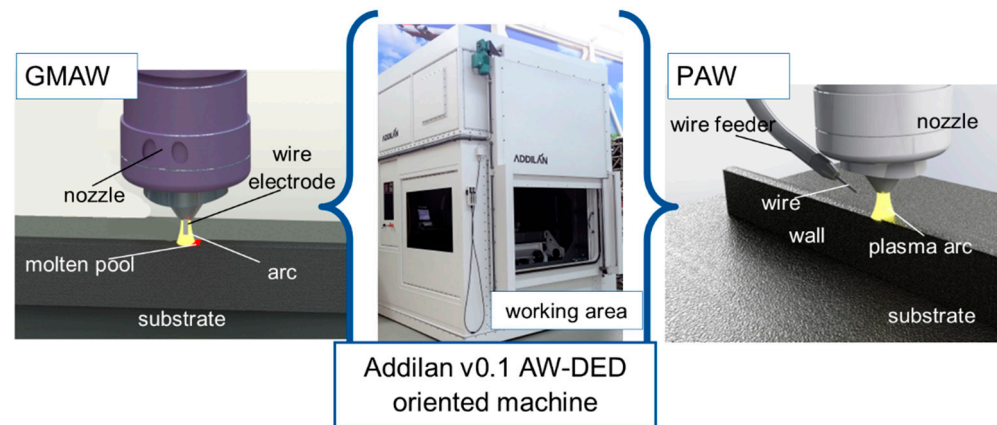 GMAW
nozzle
wire
electrode
molten pool
arc
substrate
ADDILAN
ADDILAN
working area
Addilan v0.1 AW-DED
oriented machine
PAW
wire feeder
nozzle
wire
wall
plasma arc
substrate